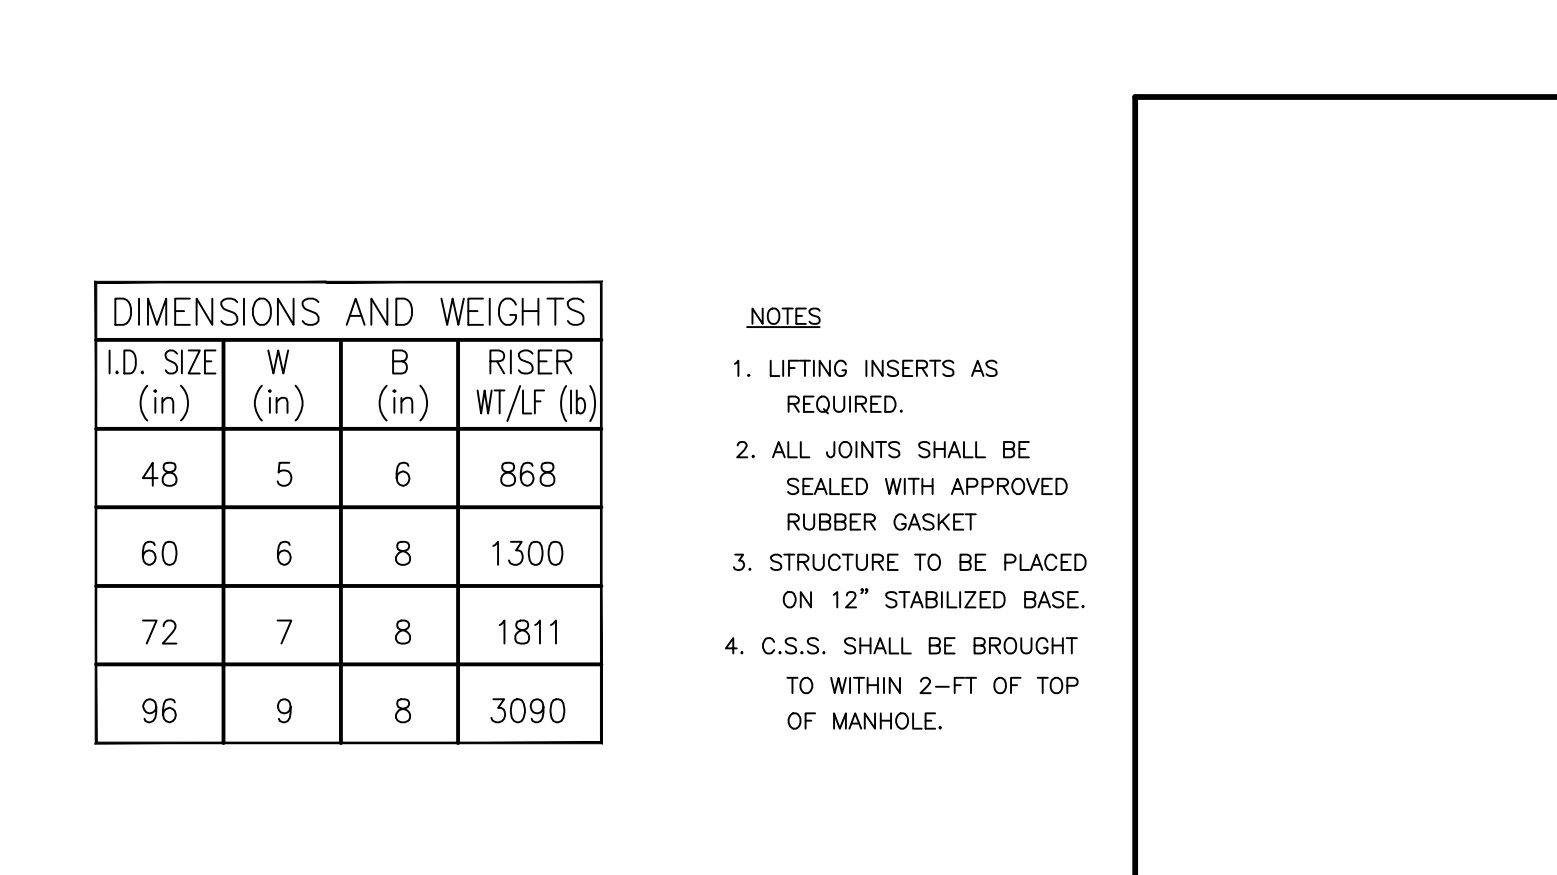 DIMENSIONS AND WEIGHTS
I.D. SIZE (in) W (in) B (in) RISER WT/LF (lb)
48 5 6 868
60 6 8 1300
72 7 8 1811
96 9 8 3090
NOTES
1. LIFTING INSERTS AS
REQUIRED.
2. ALL JOINTS SHALL BE
SEALED WITH APPROVED
RUBBER GASKET
3. STRUCTURE TO BE PLACED
ON 12” STABILIZED BASE.
4. C.S.S. SHALL BE BROUGHT
TO WITHIN 2–FT OF TOP
OF MANHOLE.